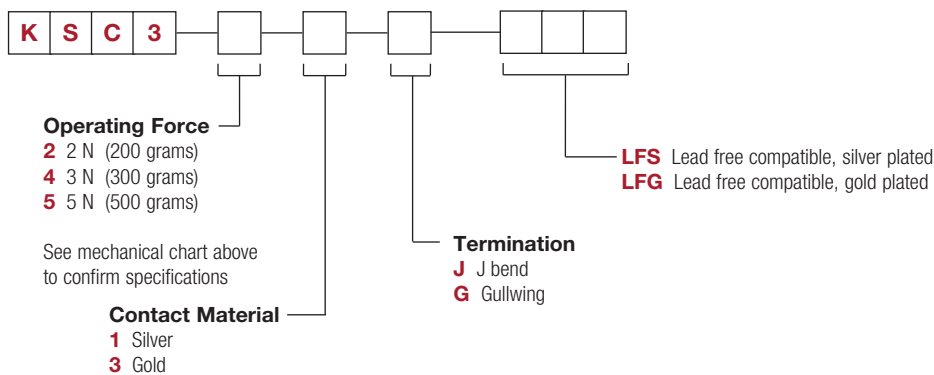 K S C 3
Operating Force
2 2 N (200 grams)
4 3 N (300 grams)
5 5 N (500 grams)
See mechanical chart above
to confirm specifications
Contact Material
1 Silver
3 Gold
Termination
J J bend
G Gullwing
LFS Lead free compatible, silver plated
LFG Lead free compatible, gold plated